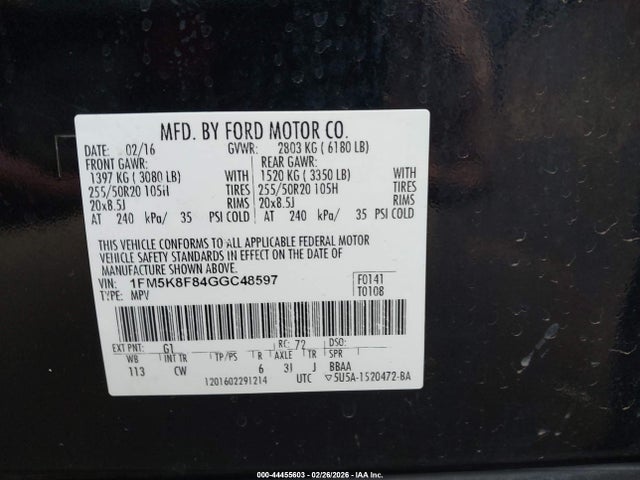 MFD. BY FORD MOTOR CO.
DATE: 02/16 GVWR: 2803 KG ( 6180 LB)
FRONT GAWR: REAR GAWR:
1397 KG ( 3080 LB) WITH 1520 KG ( 3350 LB) WITH
255/50R20 105H TIRES 255/50R20 105H TIRES
20x8.5J RIMS 20x8.5J RIMS
AT 240 kPa/ 35 PSI COLD AT 240 kPa/ 35 PSI COLD
THIS VEHICLE CONFORMS TO ALL APPLICABLE FEDERAL MOTOR
VEHICLE SAFETY STANDARDS IN EFFECT ON THE DATE OF
MANUFACTURE SHOWN ABOVE.
VIN: 1FM5K8F84GGC48597 F0141
TYPE: MPV T0108
EXT PNT: G1 RC: 72 DSO:
WB INT TR TP/PS R AXLE TR SPR
113 CW 6 3I J BBAA
1201602291214 UTC ▽5U5A-1520472-BA
000-44455603 | 02/26/2026 - IAA Inc.